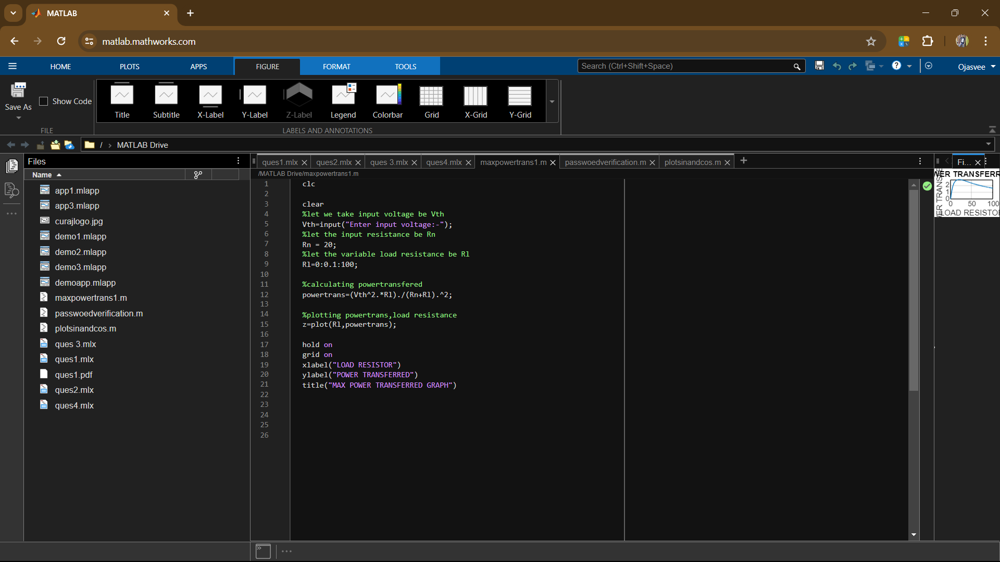 MATLAB
matlab.mathworks.com
HOME PLOTS APPS FIGURE FORMAT TOOLS Search (Ctrl+Shift+Space) Ojasvee
Save As Show Code Title Subtitle X-Label Y-Label Z-Label Legend Colorbar Grid X-Grid Y-Grid
FILE LABELS AND ANNOTATIONS
/ › MATLAB Drive
Files
Name
app1.mlapp
app3.mlapp
curajlogo.jpg
demo1.mlapp
demo2.mlapp
demo3.mlapp
demoapp.mlapp
maxpowertrans1.m
passwoedverification.m
plotsinandcos.m
ques 3.mlx
ques1.mlx
ques1.pdf
ques2.mlx
ques4.mlx
ques1.mlx ques2.mlx ques 3.mlx ques4.mlx maxpowertrans1.m passwoedverification.m plotsinandcos.m
/MATLAB Drive/maxpowertrans1.m
1 clc
2
3 clear
4 %let we take input voltage be Vth
5 Vth=input("Enter input voltage:-");
6 %let the input resistance be Rn
7 Rn = 20;
8 %let the variable load resistance be Rl
9 Rl=0:0.1:100;
10
11 %calculating powertransfered
12 powertrans=(Vth^2.*Rl)./(Rn+Rl).^2;
13
14 %plotting powertrans,load resistance
15 z=plot(Rl,powertrans);
16
17 hold on
18 grid on
19 xlabel("LOAD RESISTOR")
20 ylabel("POWER TRANSFERRED")
21 title("MAX POWER TRANSFERRED GRAPH")
22
23
24
25
26
Fi...
WER TRANSFERR
ER TRANSFE
2
1
0
0 50 100
LOAD RESISTO